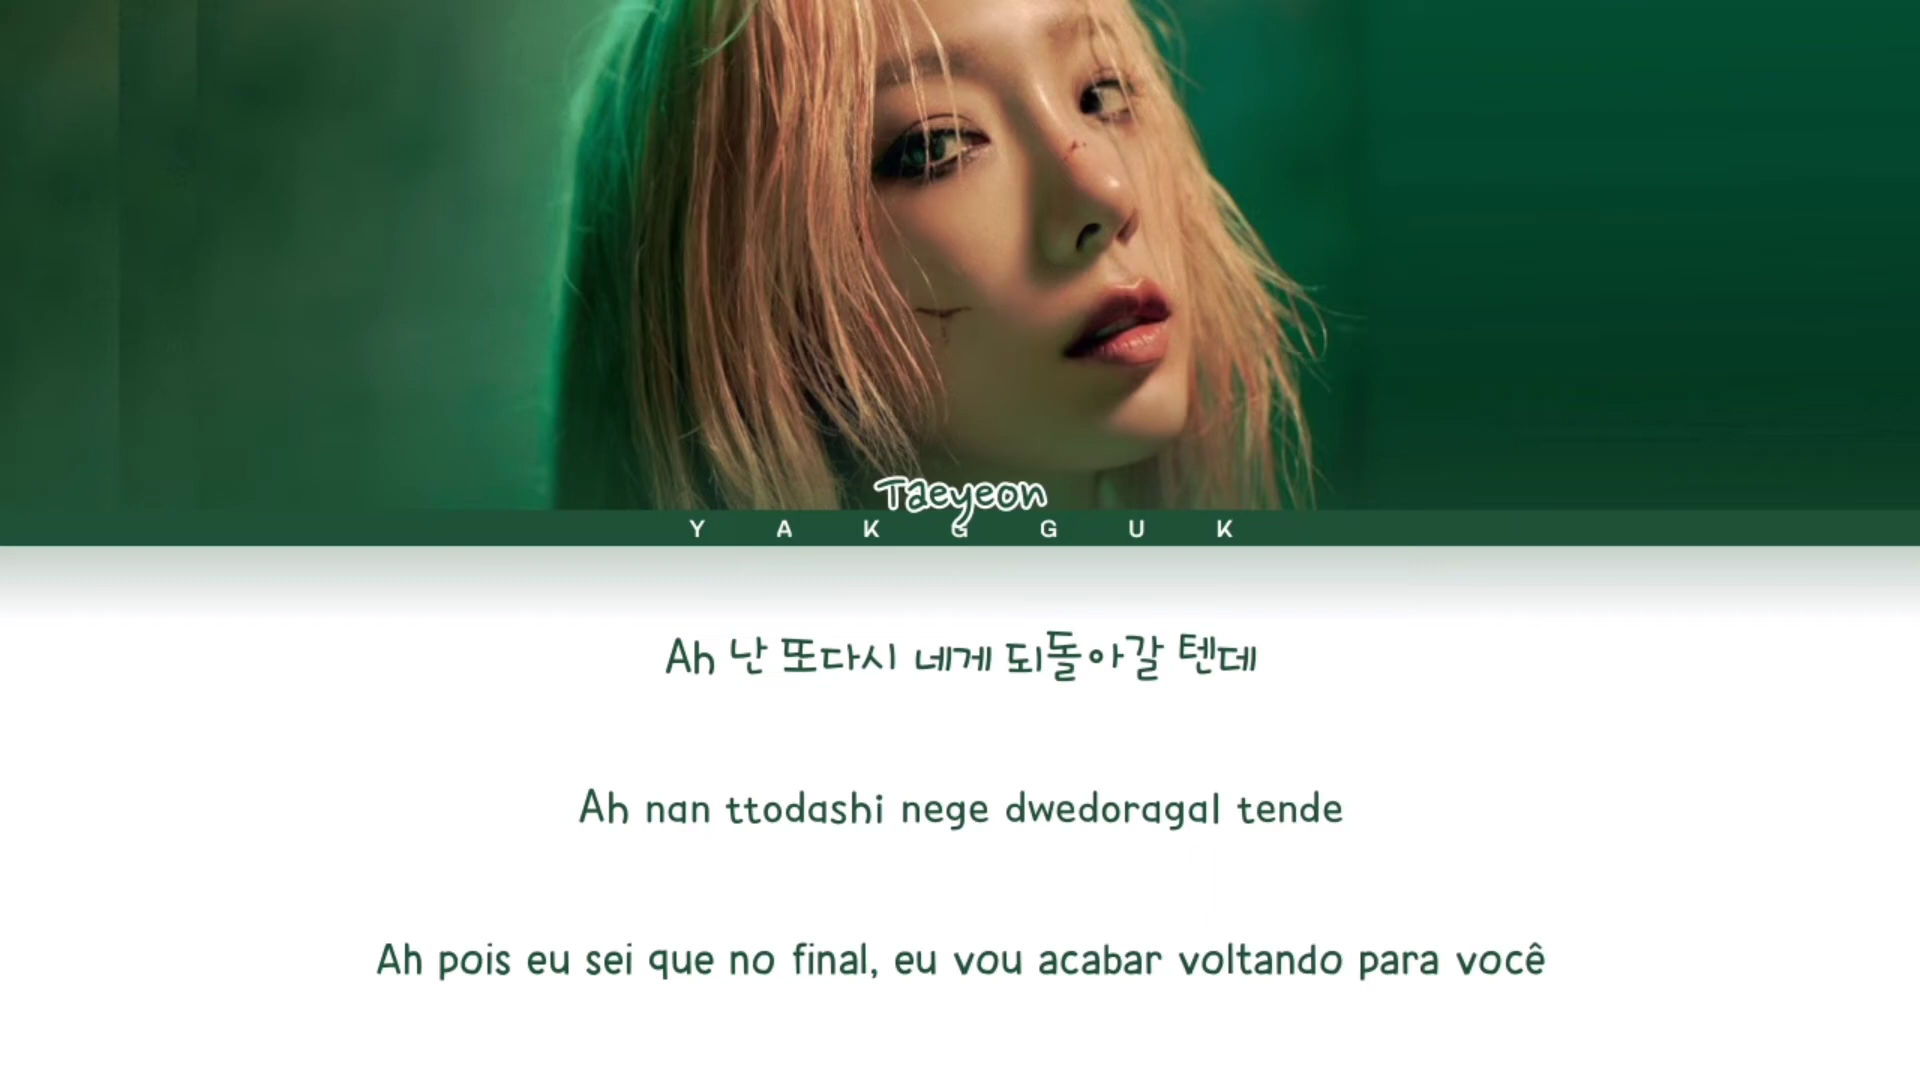 Taeyeon
YAKGGUK
Ah 난 또다시 네게 되돌아갈 텐데
Ah nan ttodashi nege dwedoragal tende
Ah pois eu sei que no final, eu vou acabar voltando para você